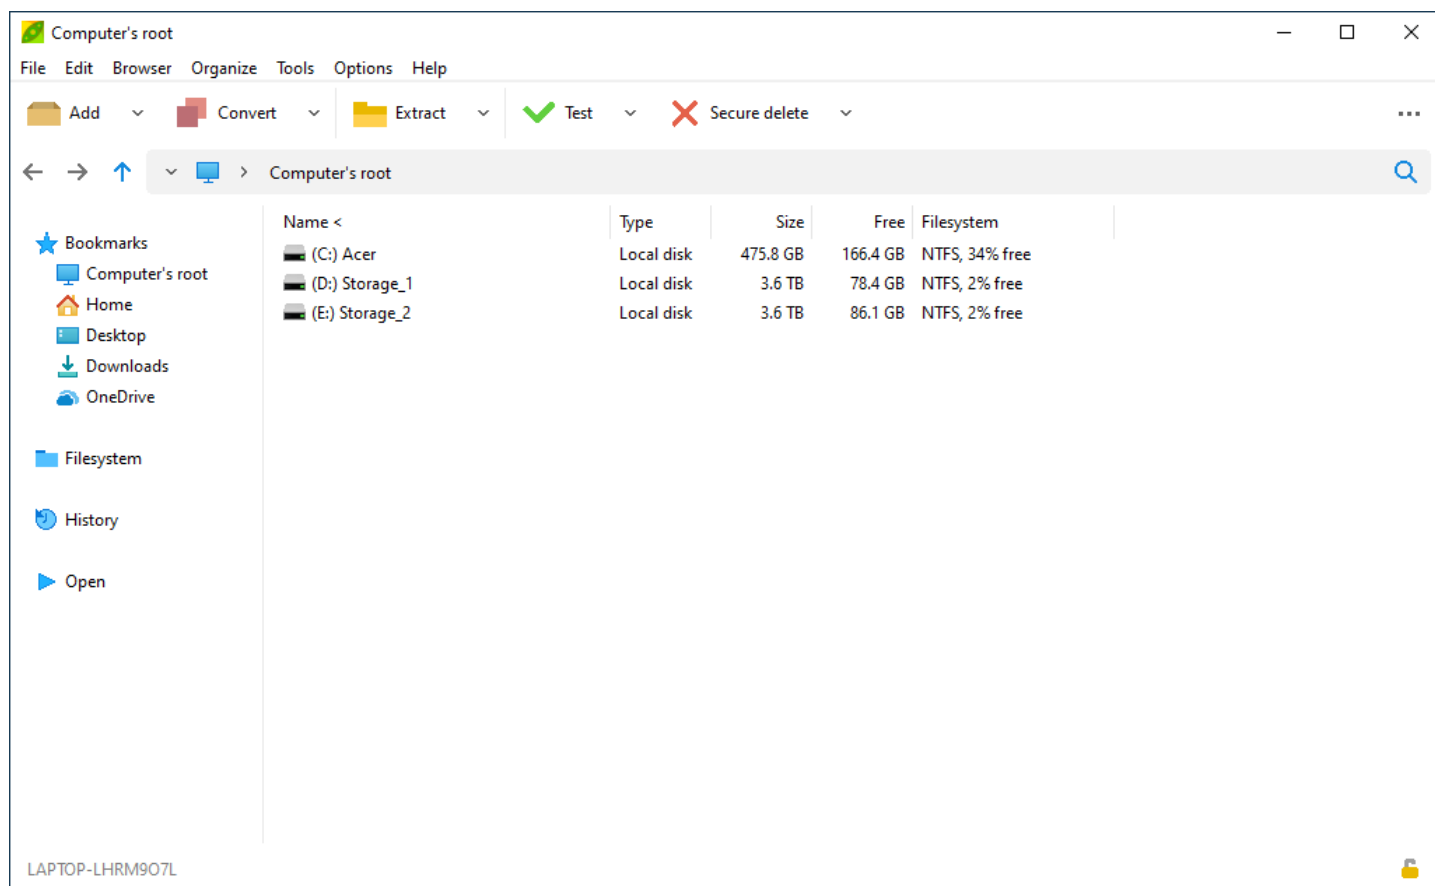 Computer's root
File Edit Browser Organize Tools Options Help
Add Convert Extract Test Secure delete
Computer's root
Name < Type Size Free Filesystem
(C:) Acer Local disk 475.8 GB 166.4 GB NTFS, 34% free
(D:) Storage_1 Local disk 3.6 TB 78.4 GB NTFS, 2% free
(E:) Storage_2 Local disk 3.6 TB 86.1 GB NTFS, 2% free
Bookmarks
Computer's root
Home
Desktop
Downloads
OneDrive
Filesystem
History
Open
LAPTOP-LHRM9O7L